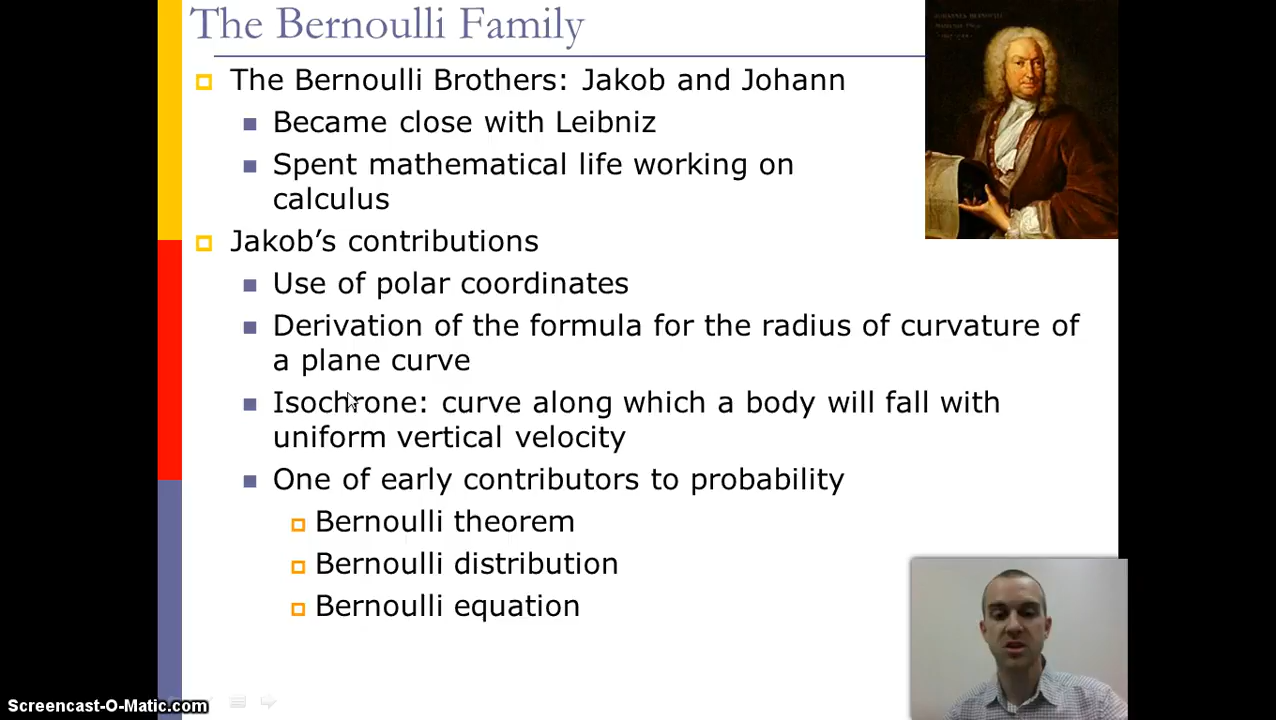 The Bernoulli Family
JOHANNES BERNOULLI
The Bernoulli Brothers: Jakob and Johann
Became close with Leibniz
Spent mathematical life working on
calculus
Jakob's contributions
Use of polar coordinates
Derivation of the formula for the radius of curvature of
a plane curve
Isochrone: curve along which a body will fall with
uniform vertical velocity
One of early contributors to probability
Bernoulli theorem
Bernoulli distribution
Bernoulli equation
Screencast-O-Matic.com